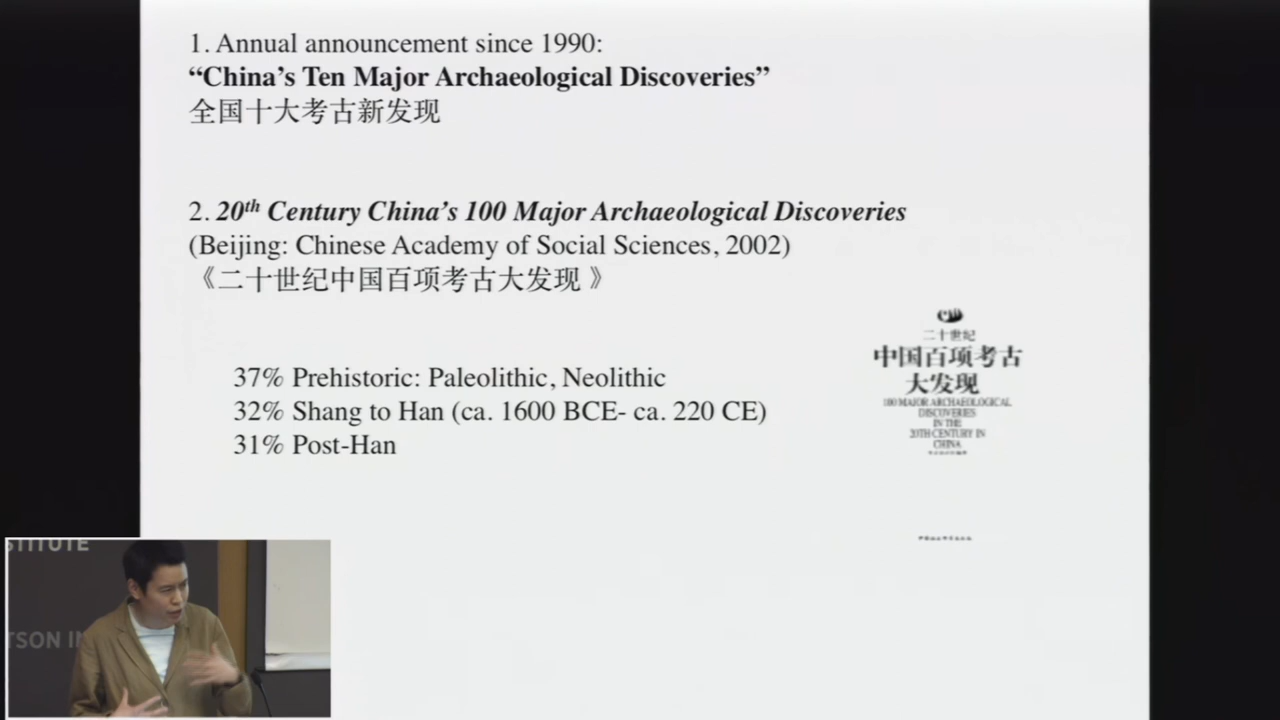 1. Annual announcement since 1990:
“China’s Ten Major Archaeological Discoveries”
全国十大考古新发现
2. 20th Century China’s 100 Major Archaeological Discoveries
(Beijing: Chinese Academy of Social Sciences, 2002)
《二十世纪中国百项考古大发现 》
37% Prehistoric: Paleolithic, Neolithic
32% Shang to Han (ca. 1600 BCE- ca. 220 CE)
31% Post-Han
二十世纪
中国百项考古
大发现
100 MAJOR ARCHAEOLOGICAL
DISCOVERIES
IN THE
20TH CENTURY IN
CHINA
STITUTE
TSON IN